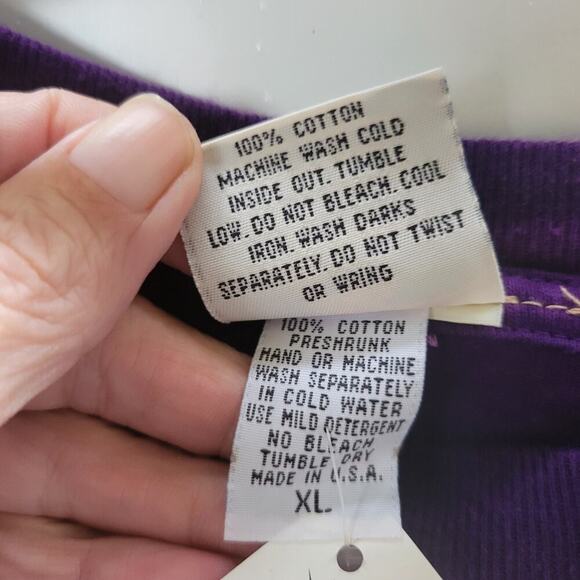 100% COTTON
MACHINE WASH COLD
INSIDE OUT. TUMBLE
LOW. DO NOT BLEACH. COOL
IRON. WASH DARKS
SEPARATELY. DO NOT TWIST
OR WRING
100% COTTON
PRESHRUNK
HAND OR MACHINE
WASH SEPARATELY
IN COLD WATER
USE MILD DETERGENT
NO BLEACH
TUMBLE DRY
MADE IN U.S.A.
XL